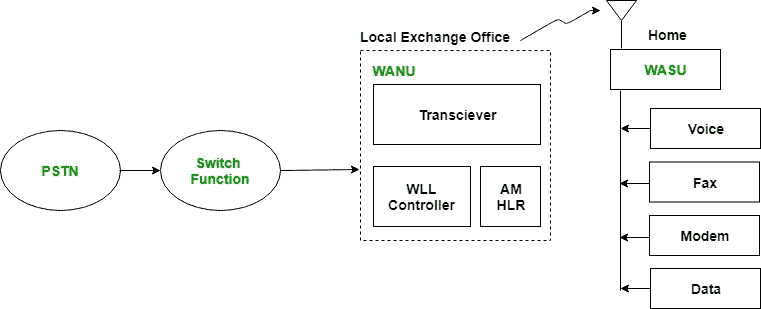 Local Exchange Office
Home
WANU
WASU
Transciever
Voice
PSTN
Switch
Function
WLL
Controller
AM
HLR
Fax
Modem
Data